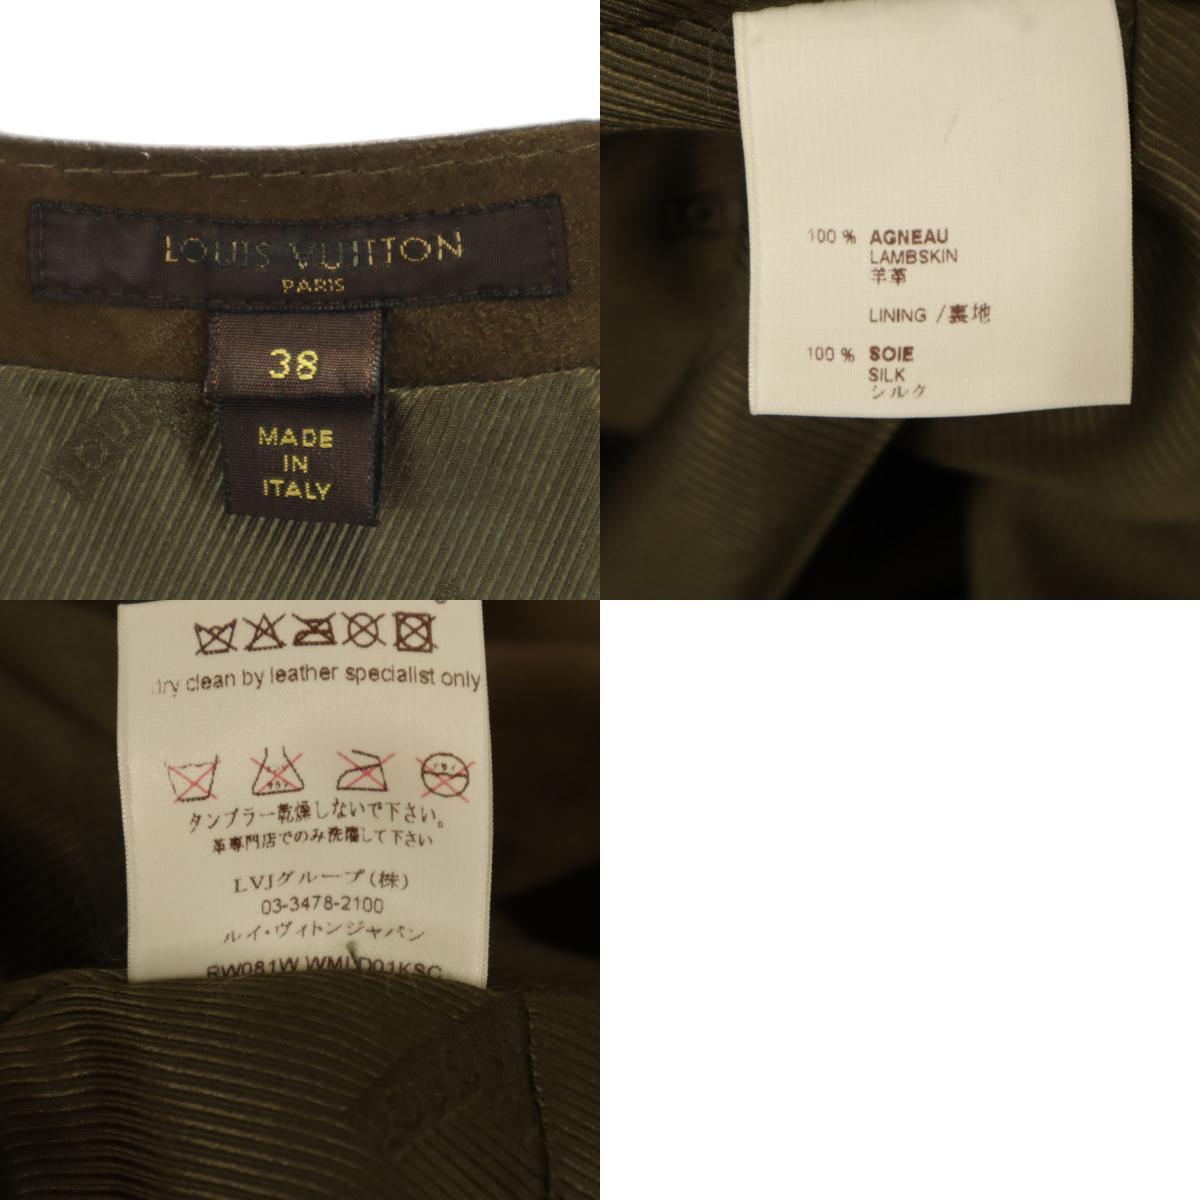 LOUIS VUITTON
PARIS
38
MADE
IN
ITALY
100 % AGNEAU
LAMBSKIN
羊革
LINING / 裏地
100 % SOIE
SILK
シルク
dry clean by leather specialist only
タンブラー乾燥しないで下さい。
革専門店でのみ洗濯して下さい
LVJグループ(株)
03-3478-2100
ルイ・ヴィトンジャパン
RW081W